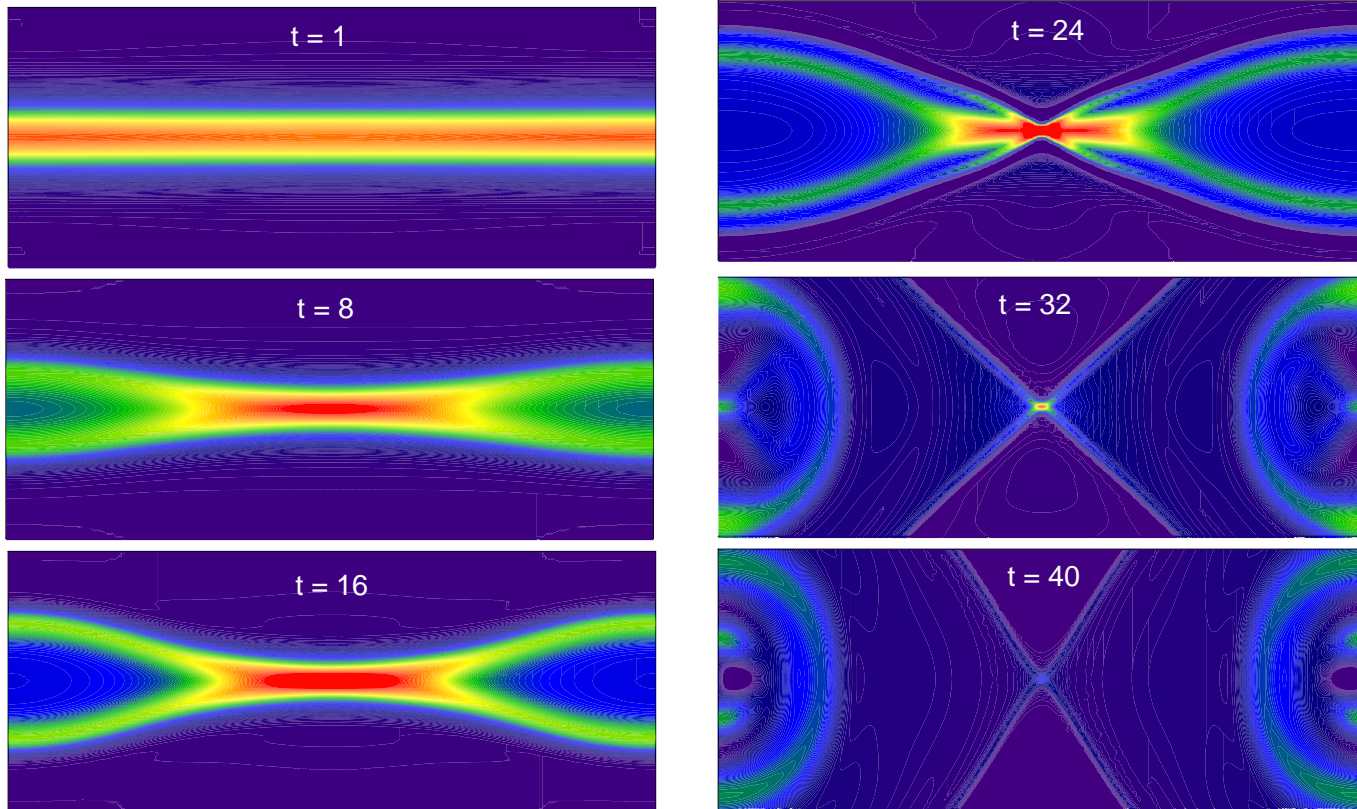 t = 1
t = 8
t = 16
t = 24
t = 32
t = 40